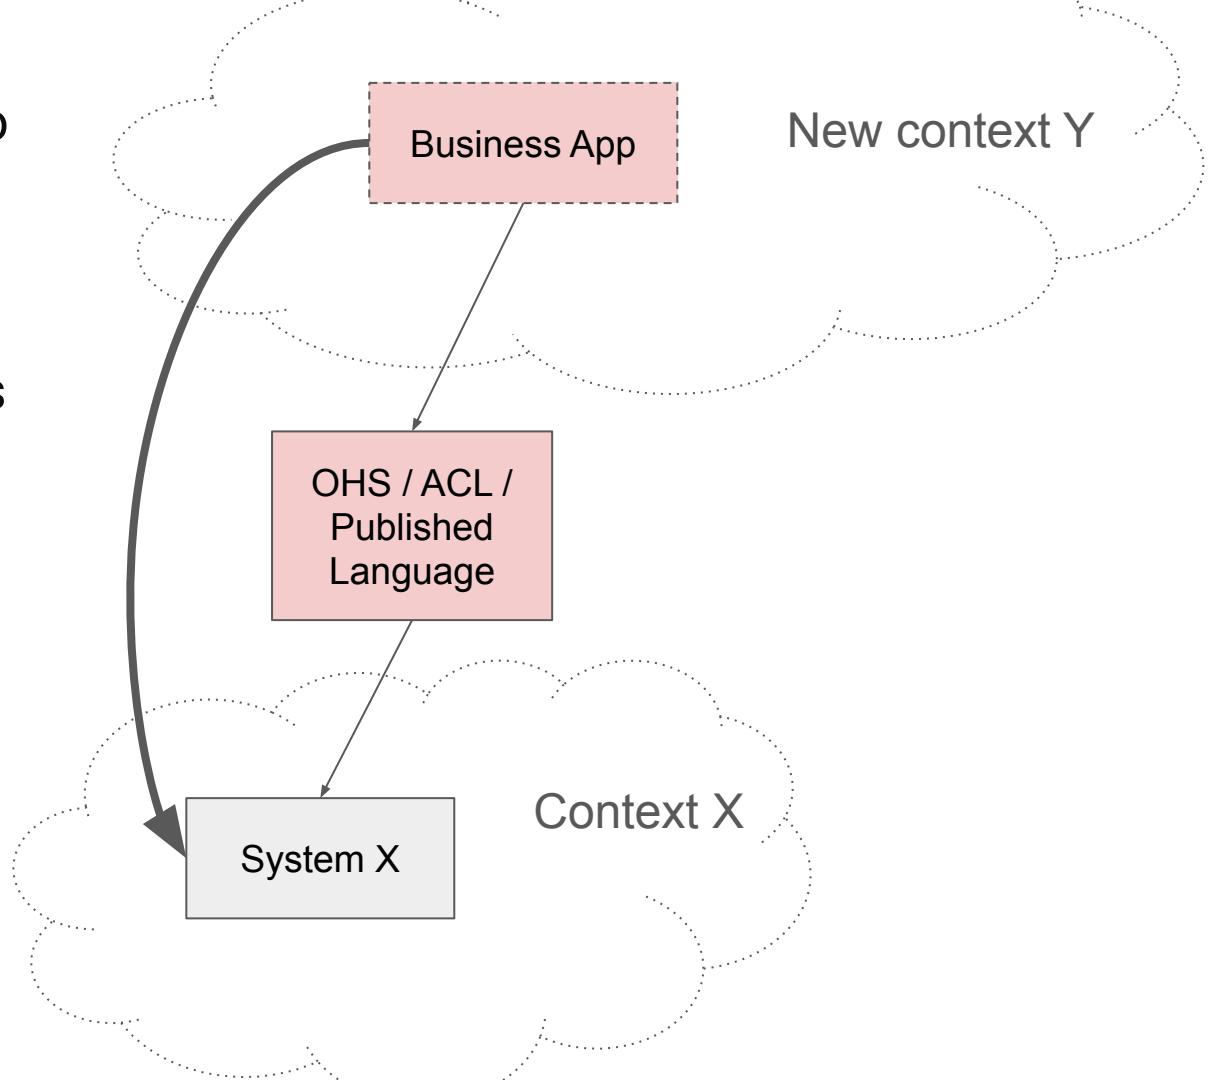 Business App
New context Y
OHS / ACL /
Published
Language
Context X
System X